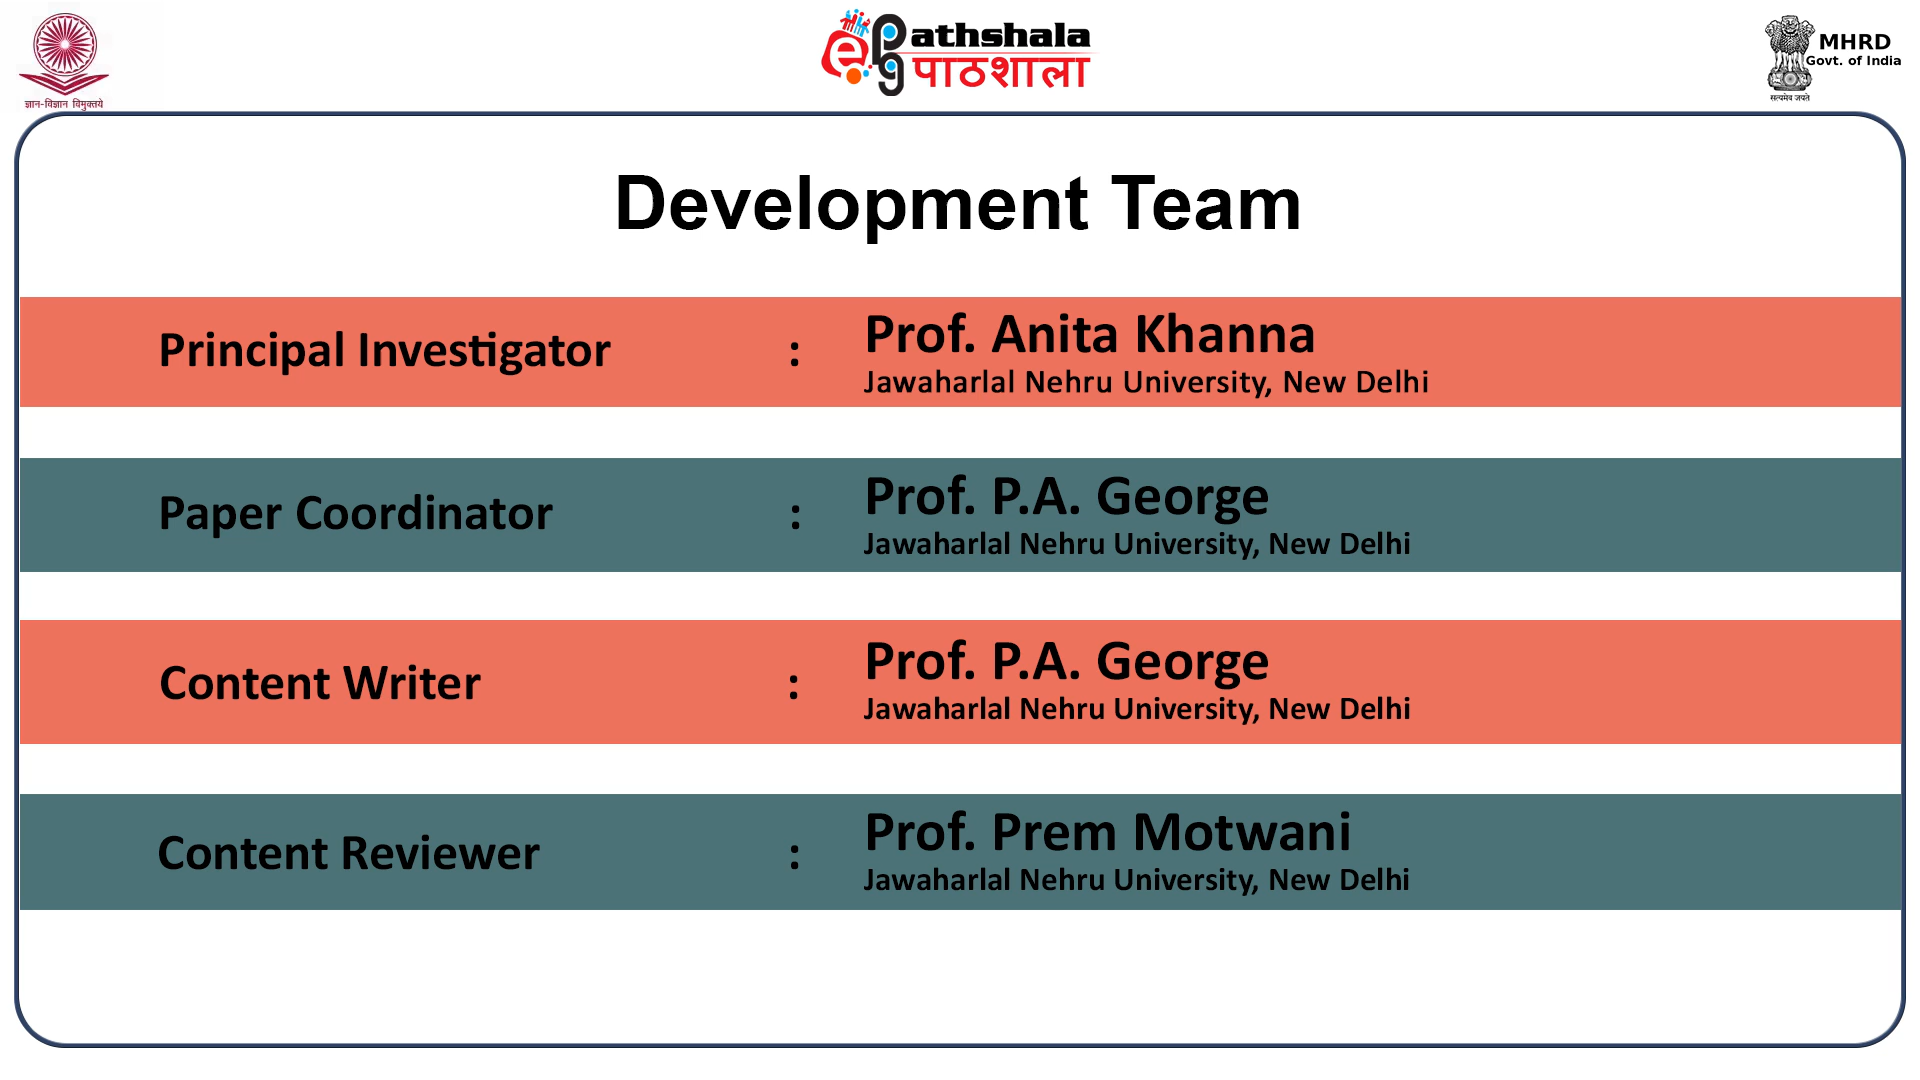 ज्ञान-विज्ञान विमुक्तये
ePathshala
पाठशाला
MHRD
Govt. of India
सत्यमेव जयते
Development Team
Principal Investigator : Prof. Anita Khanna
Jawaharlal Nehru University, New Delhi
Paper Coordinator : Prof. P.A. George
Jawaharlal Nehru University, New Delhi
Content Writer : Prof. P.A. George
Jawaharlal Nehru University, New Delhi
Content Reviewer : Prof. Prem Motwani
Jawaharlal Nehru University, New Delhi